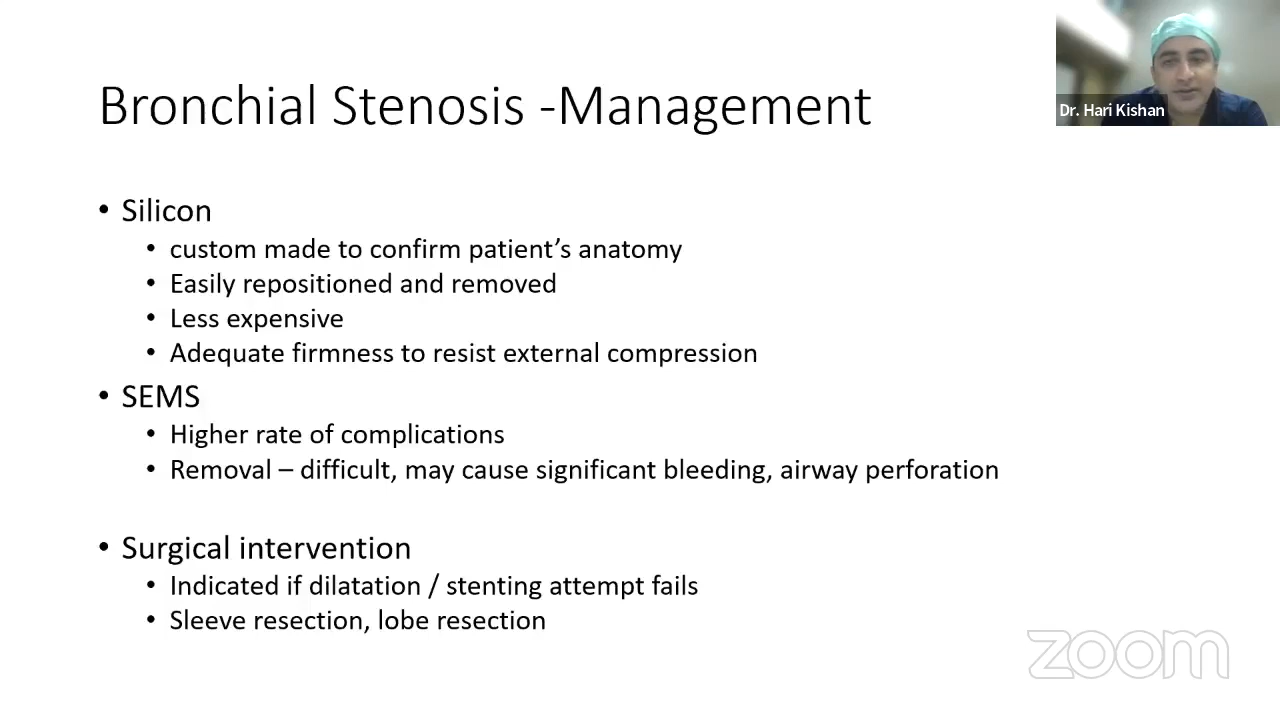 Bronchial Stenosis -Management
Dr. Hari Kishan
• Silicon
• custom made to confirm patient’s anatomy
• Easily repositioned and removed
• Less expensive
• Adequate firmness to resist external compression
• SEMS
• Higher rate of complications
• Removal – difficult, may cause significant bleeding, airway perforation
• Surgical intervention
• Indicated if dilatation / stenting attempt fails
• Sleeve resection, lobe resection
zoom